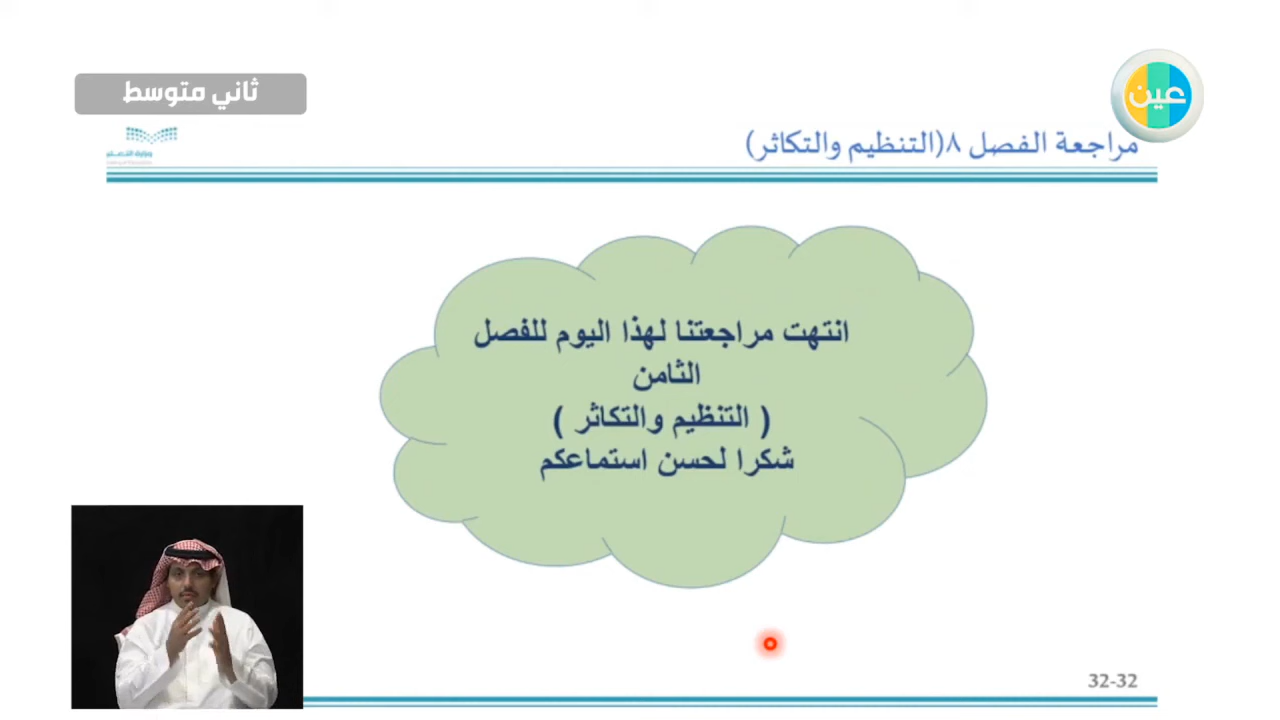 ثاني متوسط
عين
مراجعة الفصل ٨(التنظيم والتكاثر)
انتهت مراجعتنا لهذا اليوم للفصل
الثامن
( التنظيم والتكاثر )
شكرا لحسن استماعكم
32-32